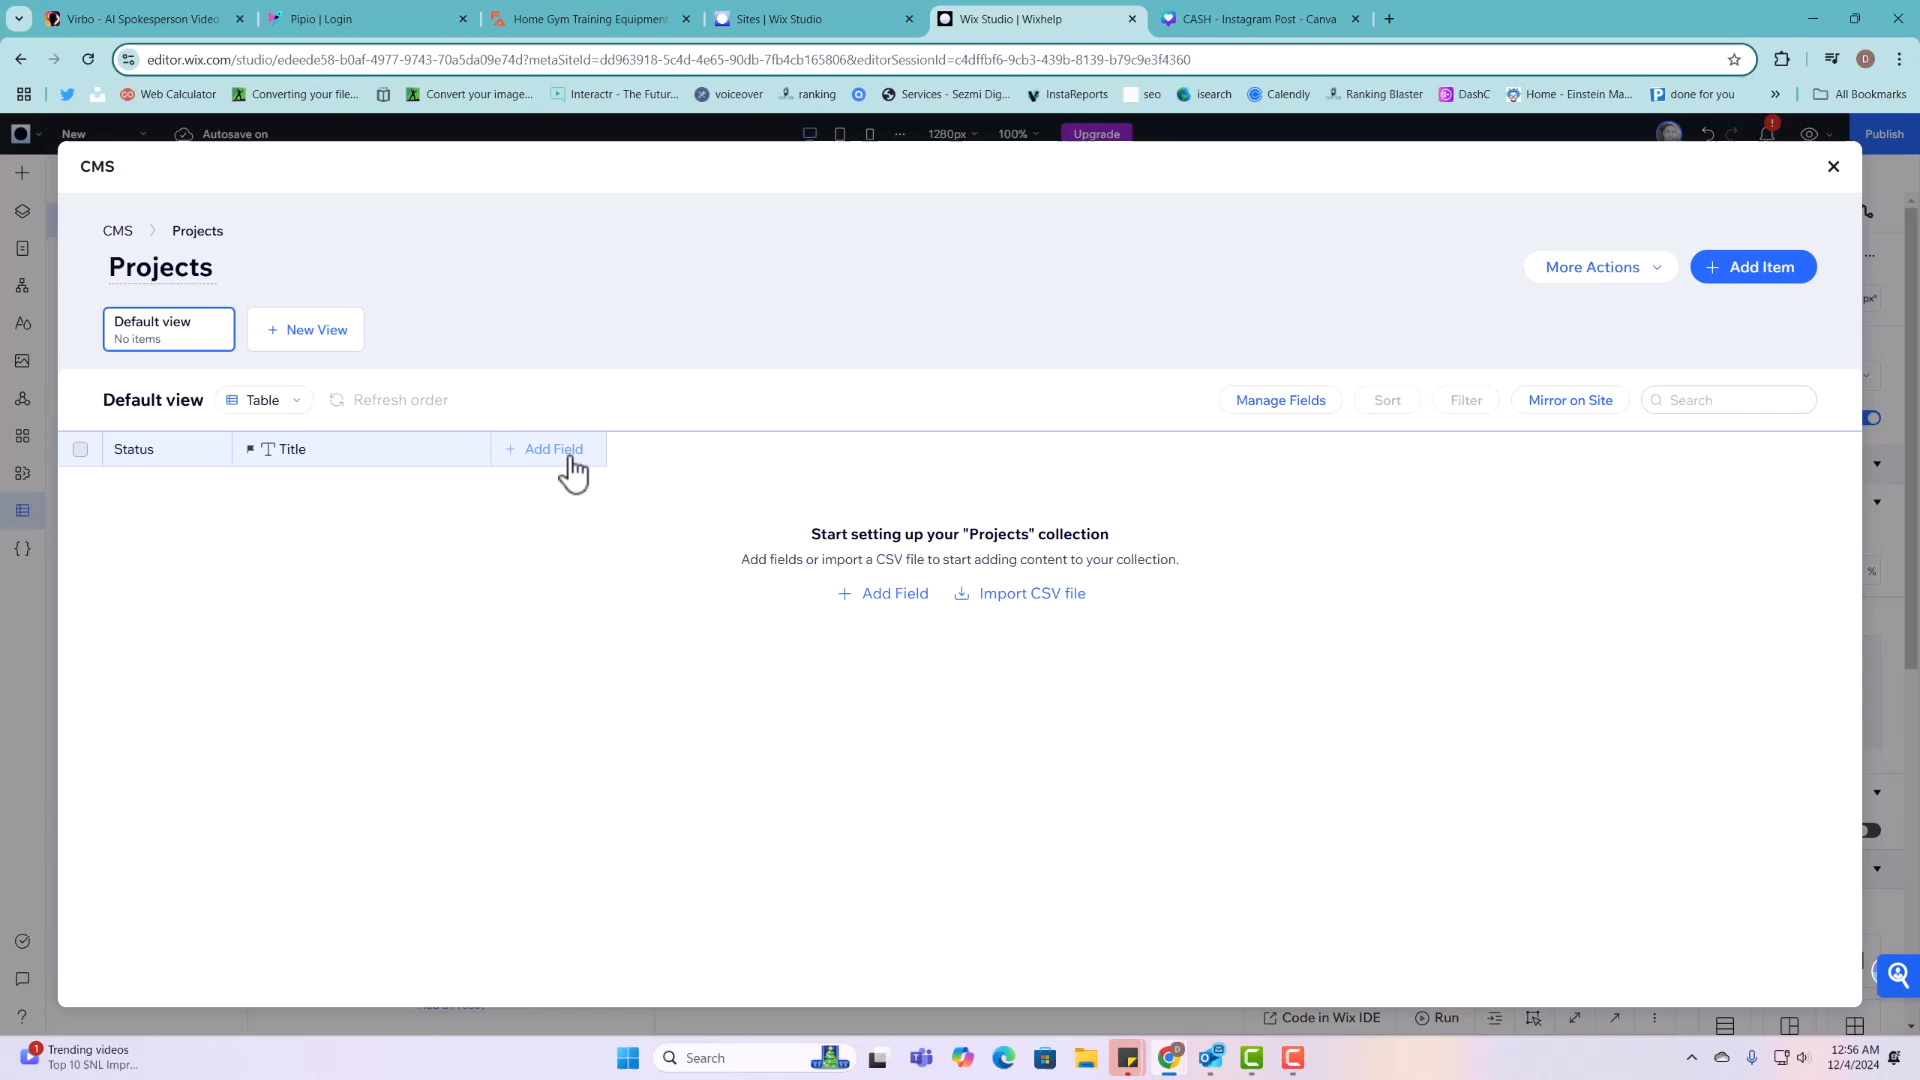 Virbo - AI Spokesperson Video
Pipio | Login
Home Gym Training Equipment
Sites | Wix Studio
Wix Studio | Wixhelp
CASH - Instagram Post - Canva
editor.wix.com/studio/edeede58-b0af-4977-9743-70a5da09e74d?metaSiteId=dd963918-5c4d-4e65-90db-7fb4cb165806&editorSessionId=c4dffbf6-9cb3-439b-8139-b79c9e3f4360
D
Web Calculator
Converting your file...
Convert your image...
Interactr - The Futur...
voiceover
ranking
Services - Sezmi Dig...
InstaReports
seo
isearch
Calendly
Ranking Blaster
DashC
Home - Einstein Ma...
done for you
All Bookmarks
New
Autosave on
1280px
100%
Upgrade
Publish
CMS
CMS
Projects
Projects
More Actions
+ Add Item
Default view
No items
+ New View
Default view
Table
Refresh order
Manage Fields
Sort
Filter
Mirror on Site
Search
Status
Title
+ Add Field
Start setting up your "Projects" collection
Add fields or import a CSV file to start adding content to your collection.
+ Add Field
Import CSV file
px*
%
Code in Wix IDE
Run
1
Trending videos
Top 10 SNL Impr...
Search
12:56 AM
12/4/2024